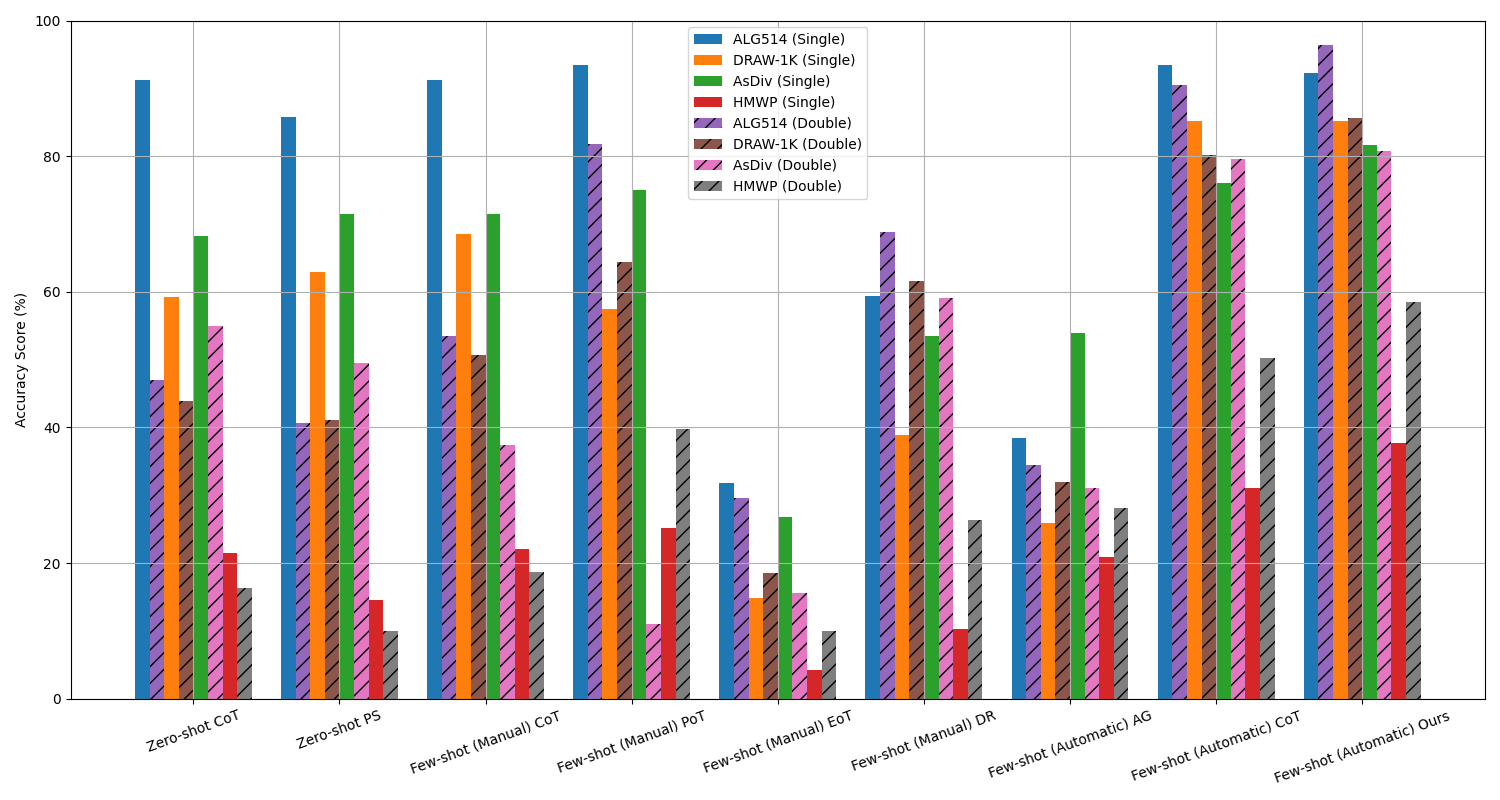 100
80
60
40
20
0
Accuracy Score (%)
ALG514 (Single)
DRAW-1K (Single)
AsDiv (Single)
HMWP (Single)
ALG514 (Double)
DRAW-1K (Double)
AsDiv (Double)
HMWP (Double)
Zero-shot CoT
Zero-shot PS
Few-shot (Manual) CoT
Few-shot (Manual) PoT
Few-shot (Manual) EoT
Few-shot (Manual) DR
Few-shot (Automatic) AG
Few-shot (Automatic) CoT
Few-shot (Automatic) Ours